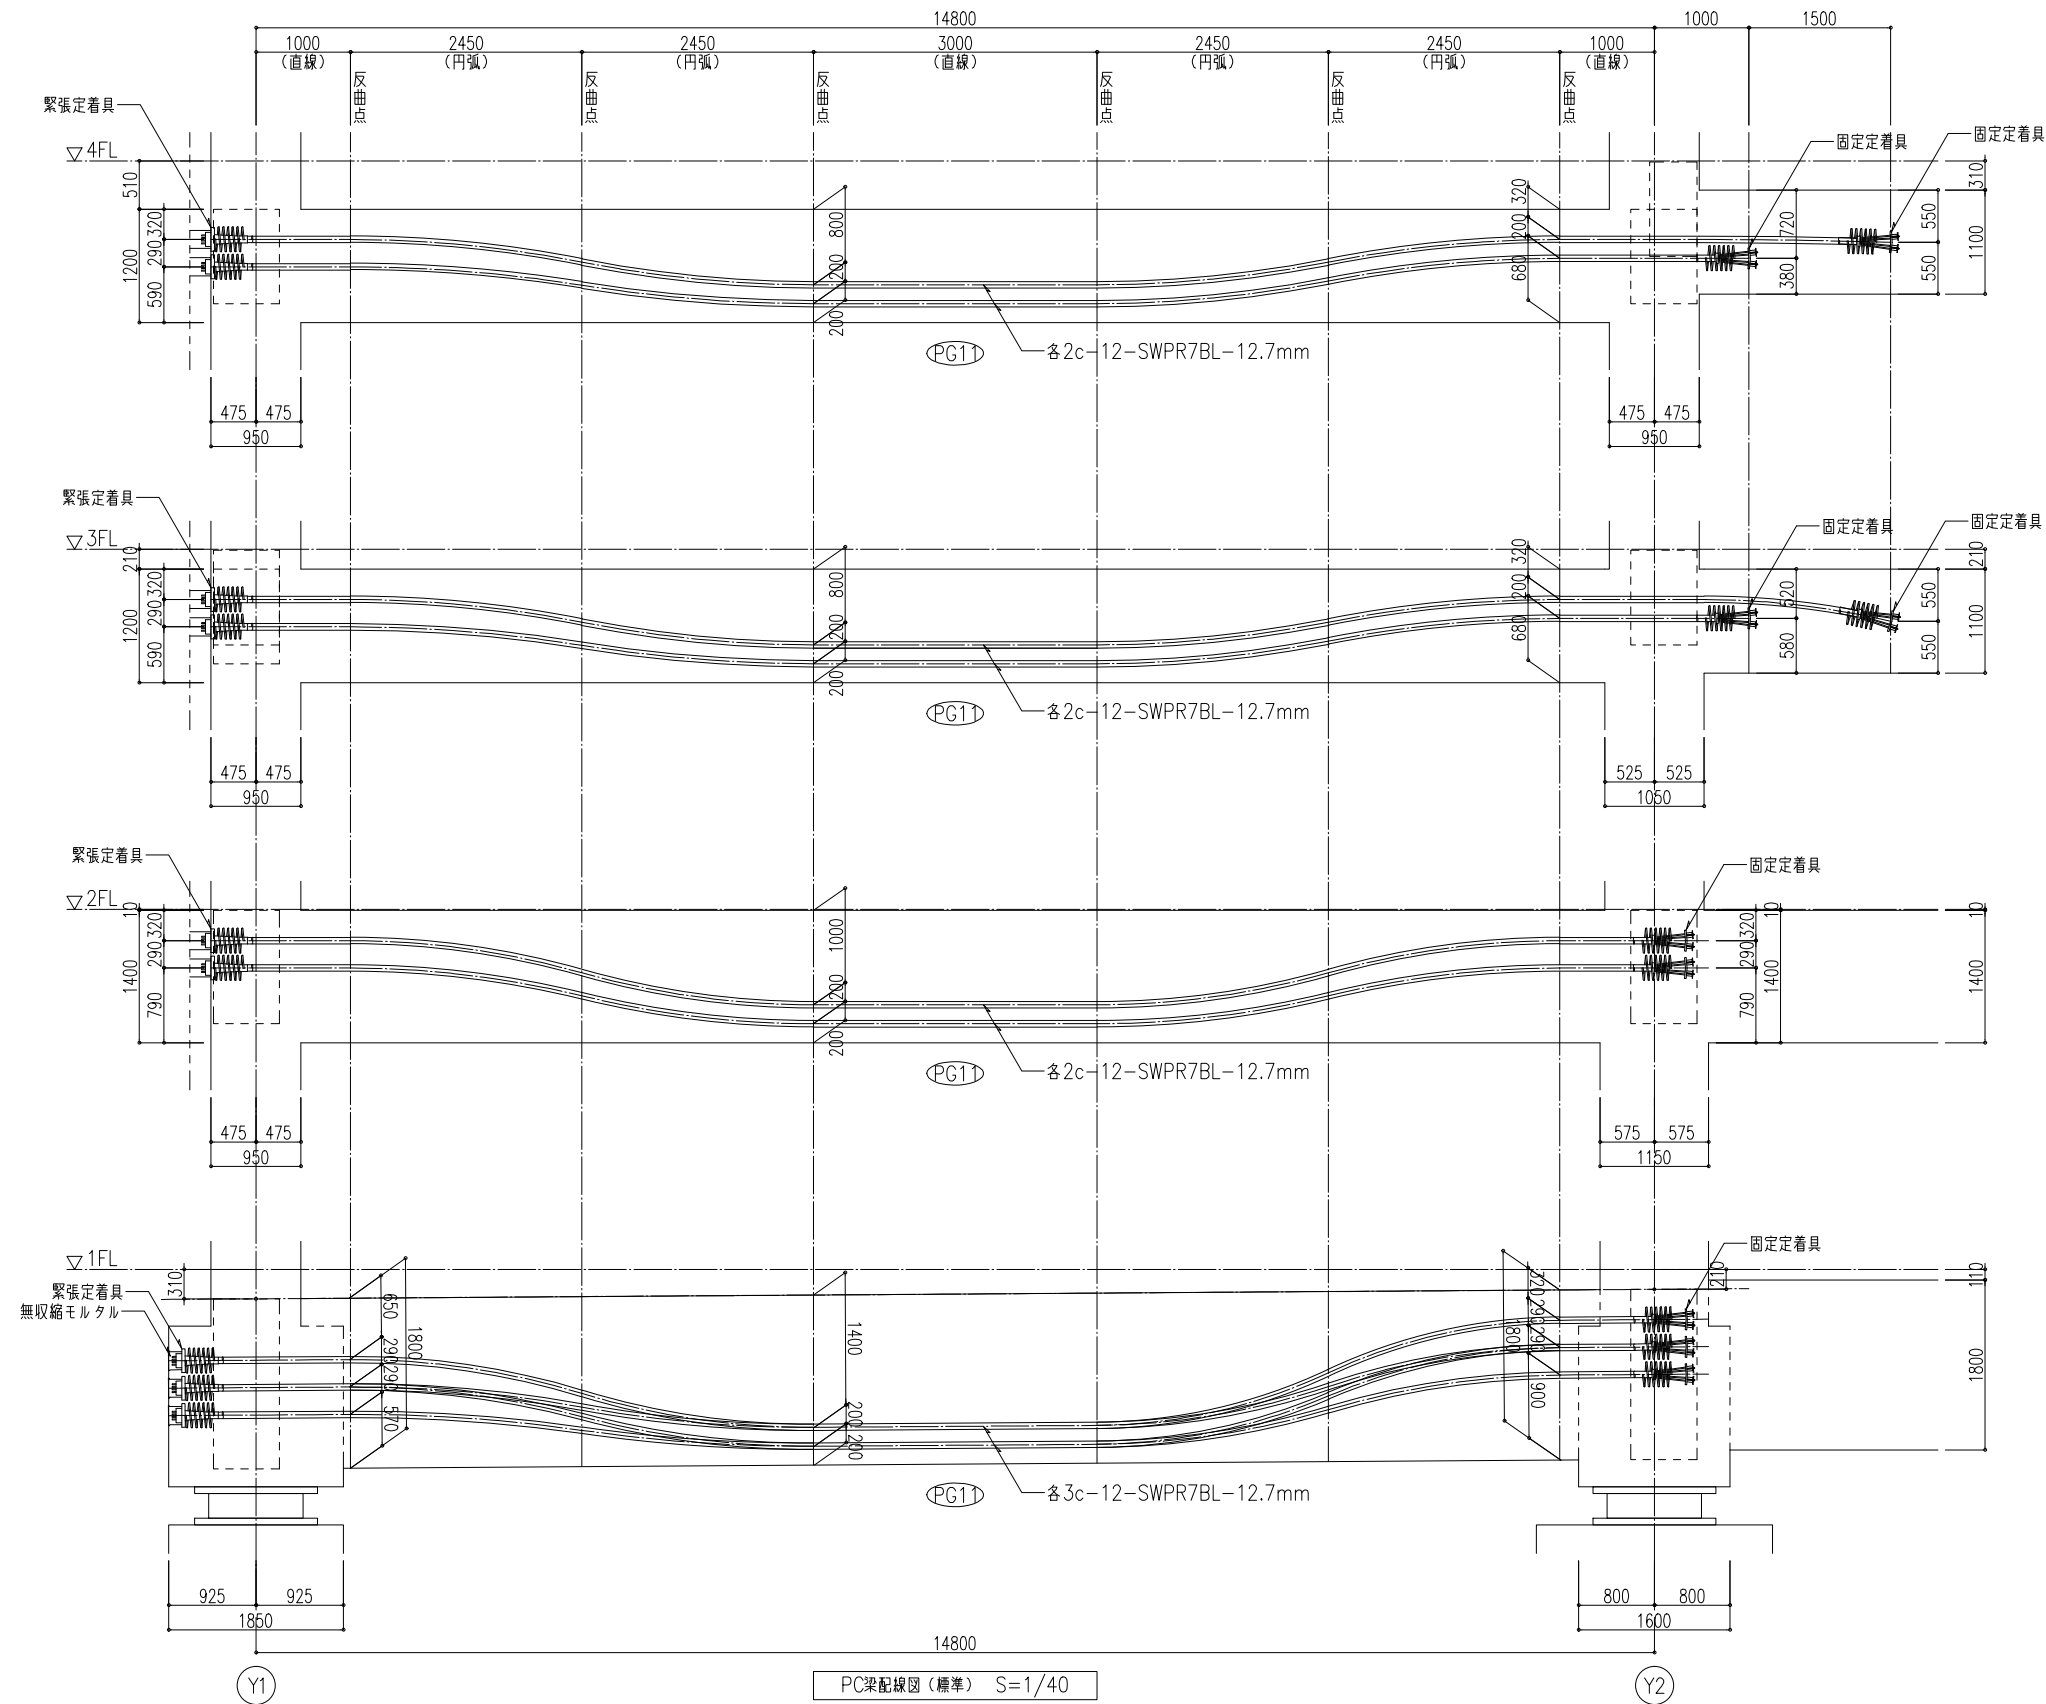 14800
1000
1500
1000
(直線)
2450
(円弧)
2450
(円弧)
3000
(直線)
2450
(円弧)
2450
(円弧)
1000
(直線)
反曲点
反曲点
反曲点
反曲点
反曲点
反曲点
緊張定着具
固定定着具
固定定着具
▽4FL
510
1200
320
290
590
800
200
200
320
200
680
720
380
550
550
310
1100
PG11
各2c-12-SWPR7BL-12.7mm
475
475
950
475
475
950
緊張定着具
固定定着具
固定定着具
▽3FL
210
1200
320
290
590
800
200
200
320
200
680
520
580
550
550
210
1100
PG11
各2c-12-SWPR7BL-12.7mm
475
475
950
525
525
1050
緊張定着具
固定定着具
▽2FL
10
1400
320
290
790
1000
200
200
320
290
790
10
1400
10
1400
PG11
各2c-12-SWPR7BL-12.7mm
475
475
950
575
575
1150
▽1FL
310
緊張定着具
無収縮モルタル
固定定着具
650
290
290
570
1800
1400
200
200
320
290
290
900
1800
210
110
1800
PG11
各3c-12-SWPR7BL-12.7mm
925
925
1850
800
800
1600
14800
Y1
PC梁配線図(標準) S=1/40
Y2